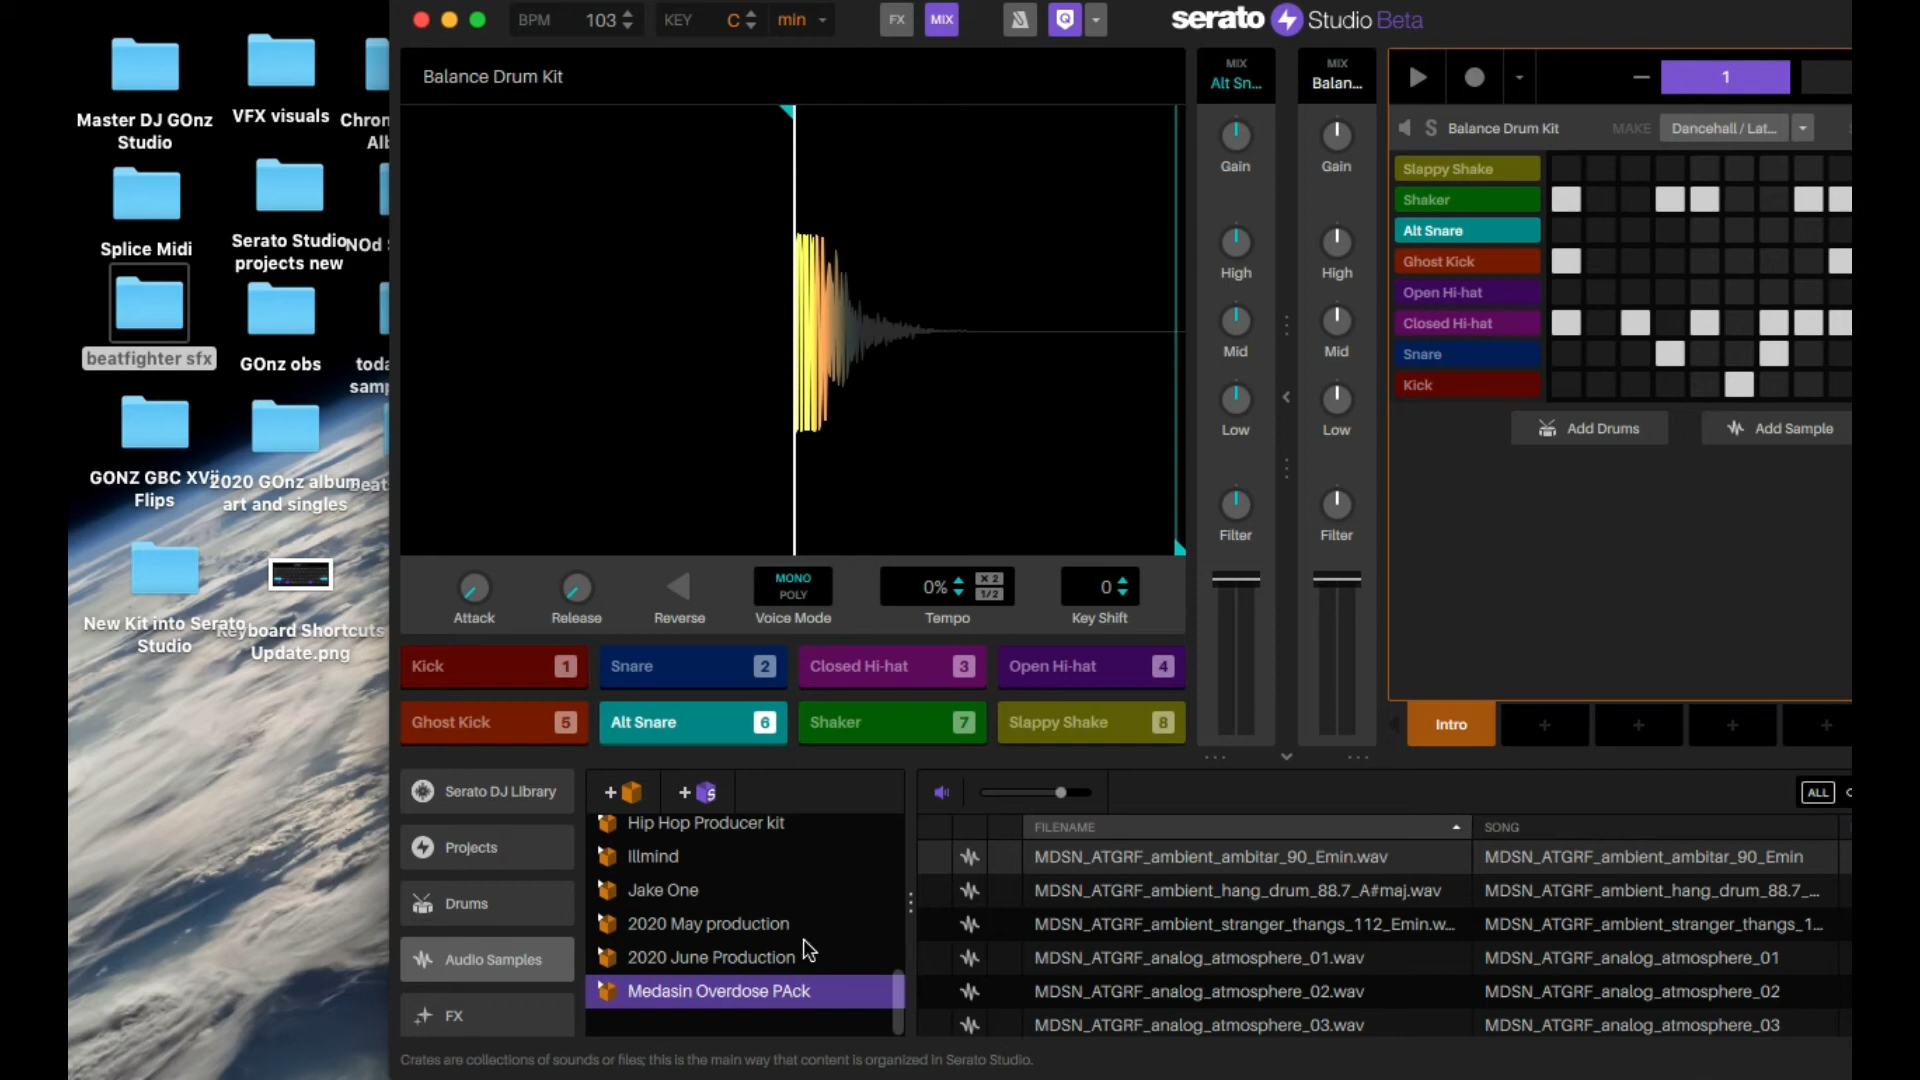 BPM 103
KEY C min
FX MIX
serato Studio Beta
Master DJ GOnz
Studio
VFX visuals
Splice Midi
Serato Studio
projects new
beatfighter sfx
GOnz obs
GONZ GBC XVii
Flips
2020 GOnz album
art and singles
New Kit into Serato
Studio
Keyboard Shortcuts
Update.png
Balance Drum Kit
MIX
Alt Sn...
MIX
Balan...
Gain
Gain
High
High
Mid
Mid
Low
Low
Filter
Filter
1
S Balance Drum Kit MAKE Dancehall / Lat...
Slappy Shake
Shaker
Alt Snare
Ghost Kick
Open Hi-hat
Closed Hi-hat
Snare
Kick
Add Drums Add Sample
MONO
POLY
0% X 2
1/2
0
Attack Release Reverse Voice Mode Tempo Key Shift
Kick 1 Snare 2 Closed Hi-hat 3 Open Hi-hat 4
Ghost Kick 5 Alt Snare 6 Shaker 7 Slappy Shake 8
Intro + + + +
Serato DJ Library
Projects
Drums
Audio Samples
FX
+ + S
Hip Hop Producer kit
Illmind
Jake One
2020 May production
2020 June Production
Medasin Overdose PAck
ALL
FILENAME SONG
MDSN_ATGRF_ambient_ambitar_90_Emin.wav MDSN_ATGRF_ambient_ambitar_90_Emin
MDSN_ATGRF_ambient_hang_drum_88.7_A#maj.wav MDSN_ATGRF_ambient_hang_drum_88.7_...
MDSN_ATGRF_ambient_stranger_thangs_112_Emin.w... MDSN_ATGRF_ambient_stranger_thangs_1...
MDSN_ATGRF_analog_atmosphere_01.wav MDSN_ATGRF_analog_atmosphere_01
MDSN_ATGRF_analog_atmosphere_02.wav MDSN_ATGRF_analog_atmosphere_02
MDSN_ATGRF_analog_atmosphere_03.wav MDSN_ATGRF_analog_atmosphere_03
Crates are collections of sounds or files; this is the main way that content is organized in Serato Studio.